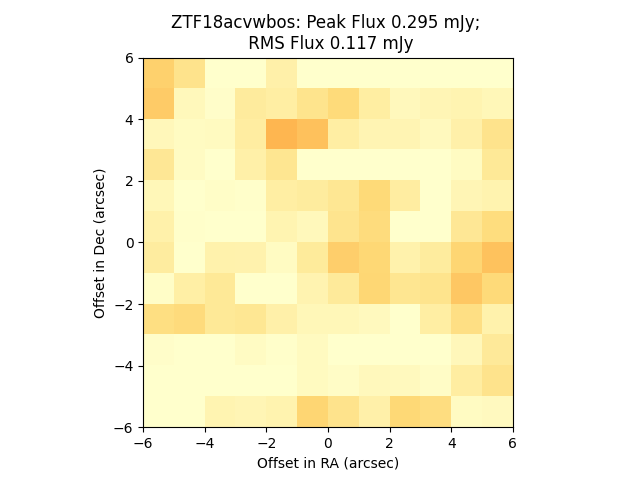 ZTF18acvwbos: Peak Flux 0.295 mJy;
RMS Flux 0.117 mJy
6
4
2
0
−2
−4
−6
Offset in Dec (arcsec)
−6 −4 −2 0 2 4 6
Offset in RA (arcsec)